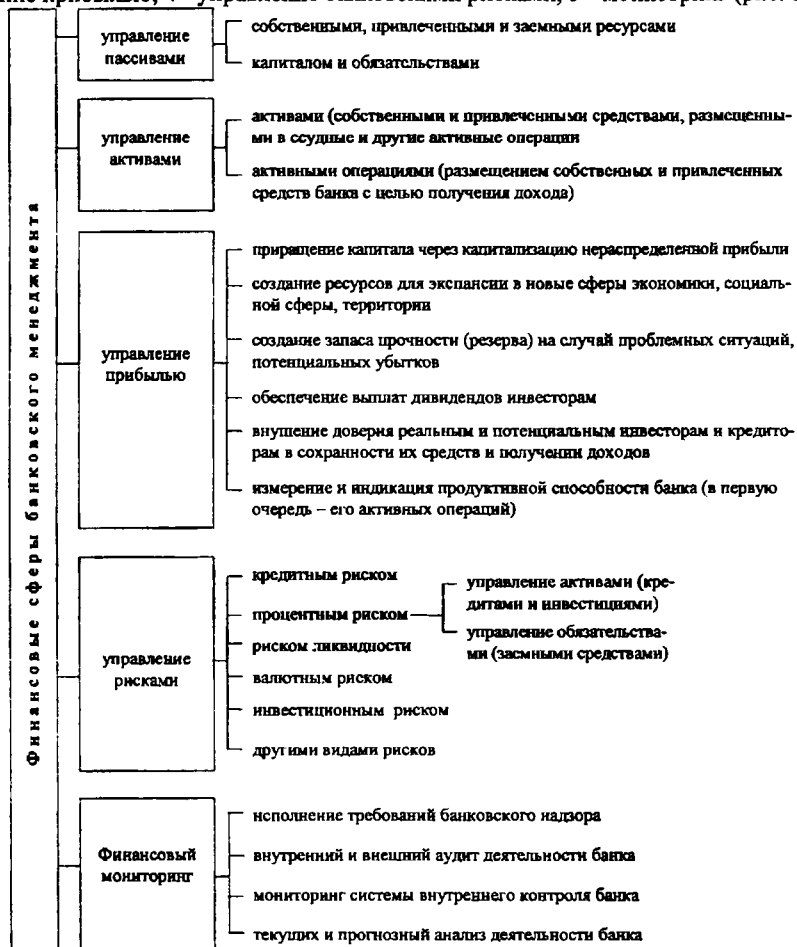 управление
пассивами
собственными, привлеченными и заемными ресурсами
капиталом и обязательствами
управление
активами
активами (собственными и привлеченными средствами, размещенны-
ми в ссудные и другие активные операции
активными операциями (размещением собственных и привлеченных
средств банка с целью получения дохода)
Финансовые сферы банковского менеджмента
управление
прибылью
приращение капитала через капитализацию нераспределенной прибыли
создание ресурсов для экспансии в новые сферы экономики, социаль-
ной сферы, территории
создание запаса прочности (резерва) на случай проблемных ситуаций,
потенциальных убытков
обеспечение выплат дивидендов инвесторам
внушение доверия реальным и потенциальным инвесторам и кредито-
рам в сохранности их средств и получении доходов
измерение и индикация продуктивной способности банка (в первую
очередь – его активных операций)
управление
рисками
кредитным риском
процентным риском
управление активами (кре-
дитами и инвестициями)
управление обязательства-
ми (заемными средствами)
риском ликвидности
валютным риском
инвестиционным риском
другими видами рисков
Финансовый
мониторинг
исполнение требований банковского надзора
внутренний и внешний аудит деятельности банка
мониторинг системы внутреннего контроля банка
текущих и прогнозный анализ деятельности банка